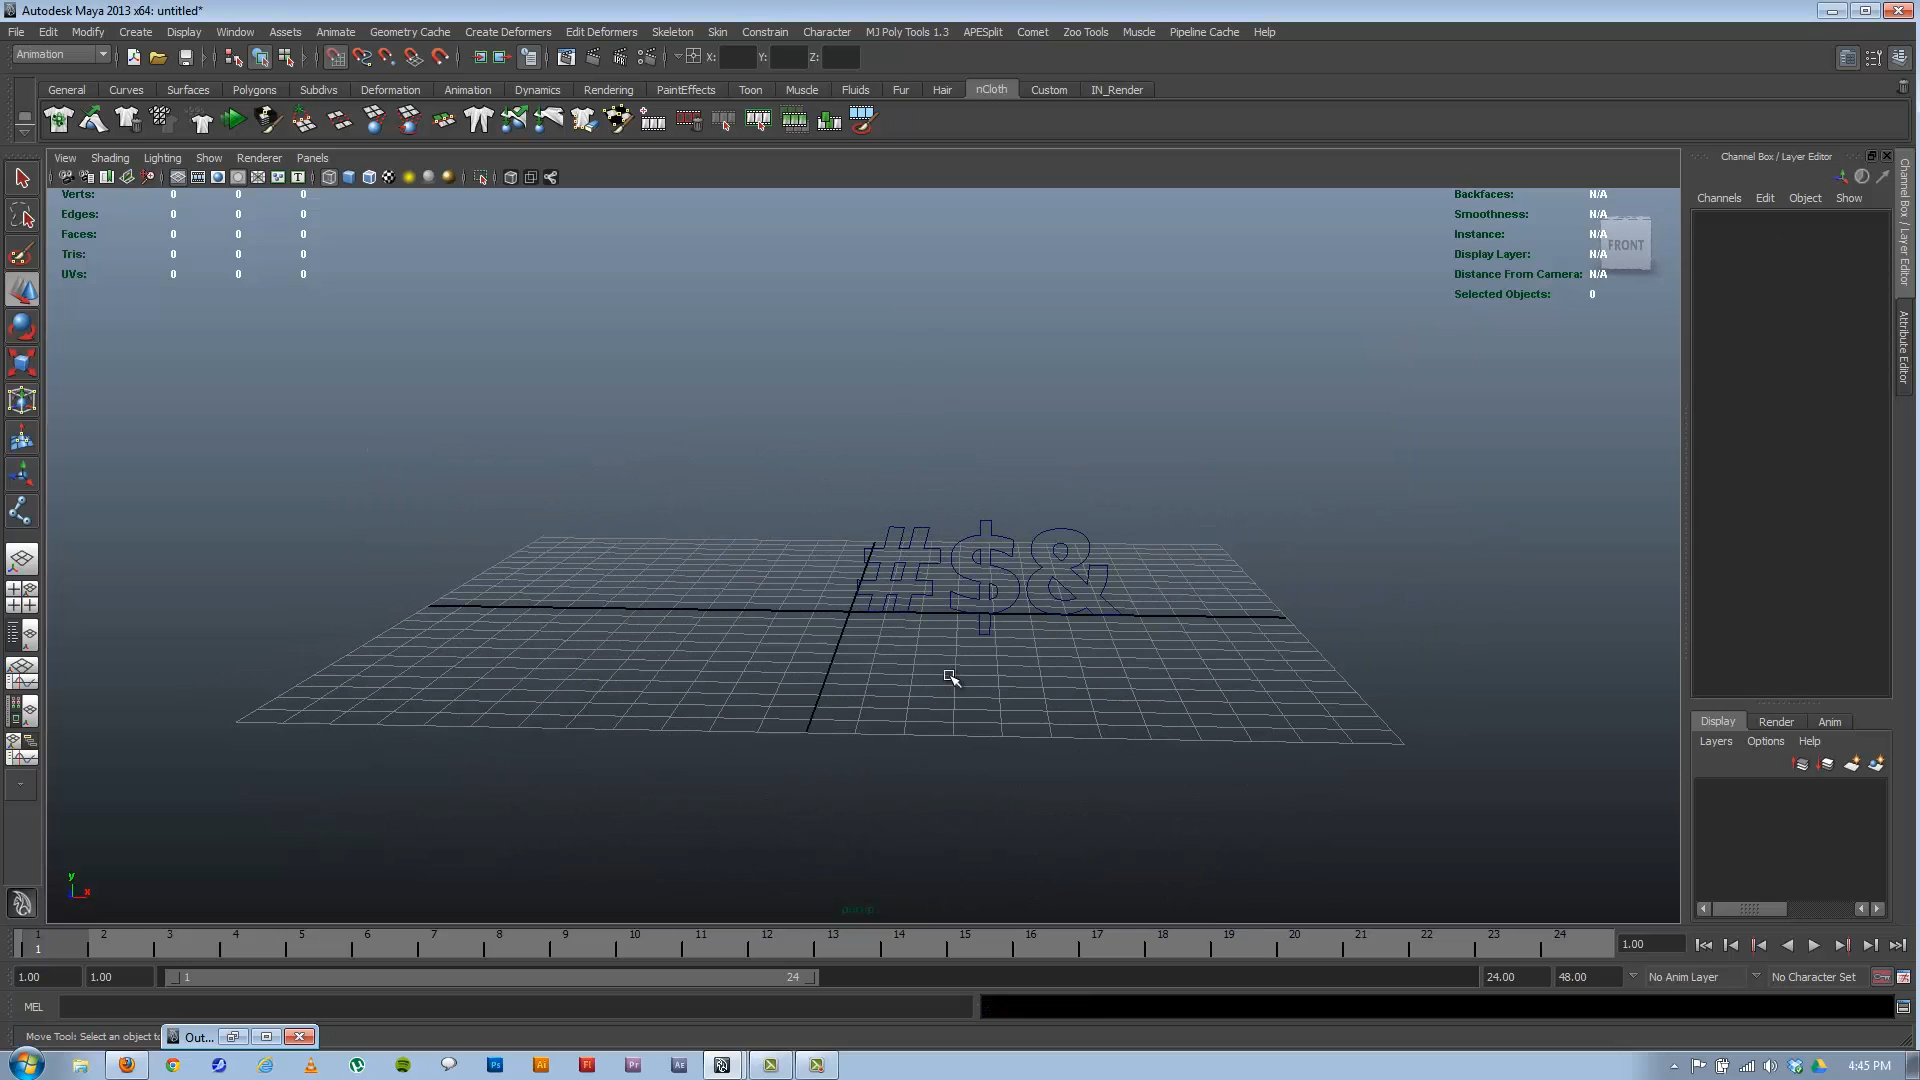 Autodesk Maya 2013 x64: untitled*
File Edit Modify Create Display Window Assets Animate Geometry Cache Create Deformers Edit Deformers Skeleton Skin Constrain Character MJ Poly Tools 1.3 APESplit Comet Zoo Tools Muscle Pipeline Cache Help
Animation X: Y: Z:
General Curves Surfaces Polygons Subdivs Deformation Animation Dynamics Rendering PaintEffects Toon Muscle Fluids Fur Hair nCloth Custom IN_Render
View Shading Lighting Show Renderer Panels
Channel Box / Layer Editor
Channels Edit Object Show
Verts: 0 0 0
Edges: 0 0 0
Faces: 0 0 0
Tris: 0 0 0
UVs: 0 0 0
Backfaces: N/A
Smoothness: N/A
Instance: N/A
Display Layer: N/A
Distance From Camera: N/A
Selected Objects: 0
FRONT
Channel Box / Layer Editor
Attribute Editor
#$&
Display Render Anim
Layers Options Help
y
x
persp
1 2 3 4 5 6 7 8 9 10 11 12 13 14 15 16 17 18 19 20 21 22 23 24
1
1.00
1.00 1.00 1 24 24.00 48.00 No Anim Layer No Character Set
MEL
Move Tool: Select an object to
Out...
Ps Ai Fl Pr Ae
4:45 PM